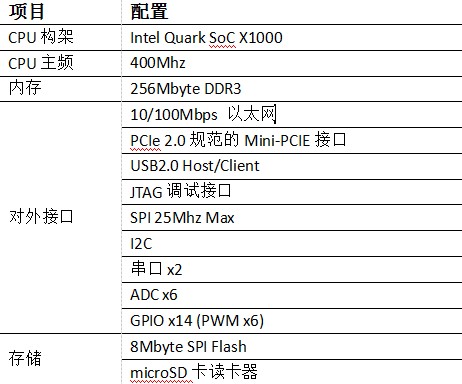 项目 配置
CPU 构架 Intel Quark SoC X1000
CPU 主频 400Mhz
内存 256Mbyte DDR3
对外接口
10/100Mbps 以太网
PCIe 2.0 规范的 Mini-PCIE 接口
USB2.0 Host/Client
JTAG 调试接口
SPI 25Mhz Max
I2C
串口 x2
ADC x6
GPIO x14 (PWM x6)
存储
8Mbyte SPI Flash
microSD 卡读卡器